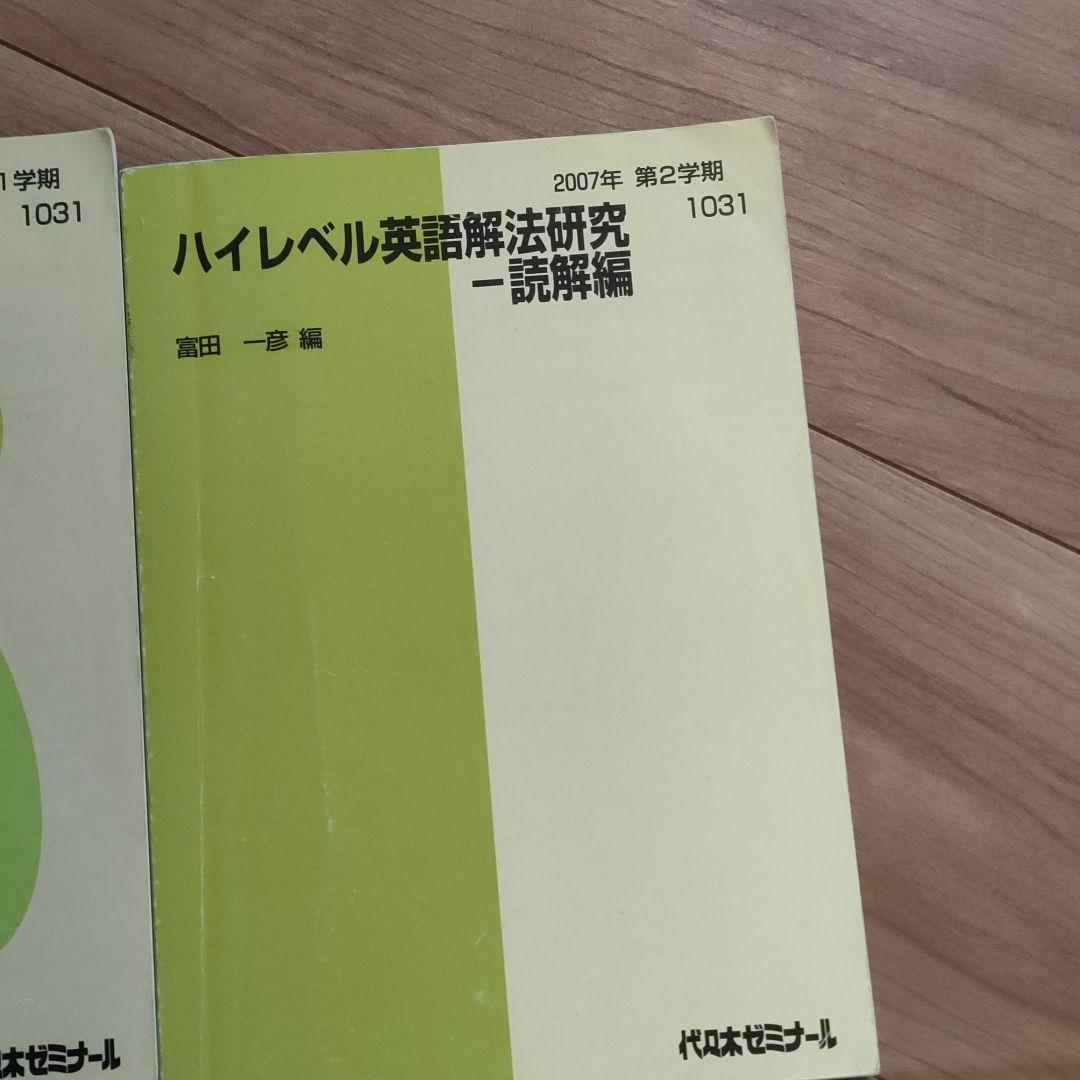 1学期
1031
木ゼミナール
2007年 第2学期
1031
ハイレベル英語解法研究
－読解編
富田 一彦 編
代々木ゼミナール